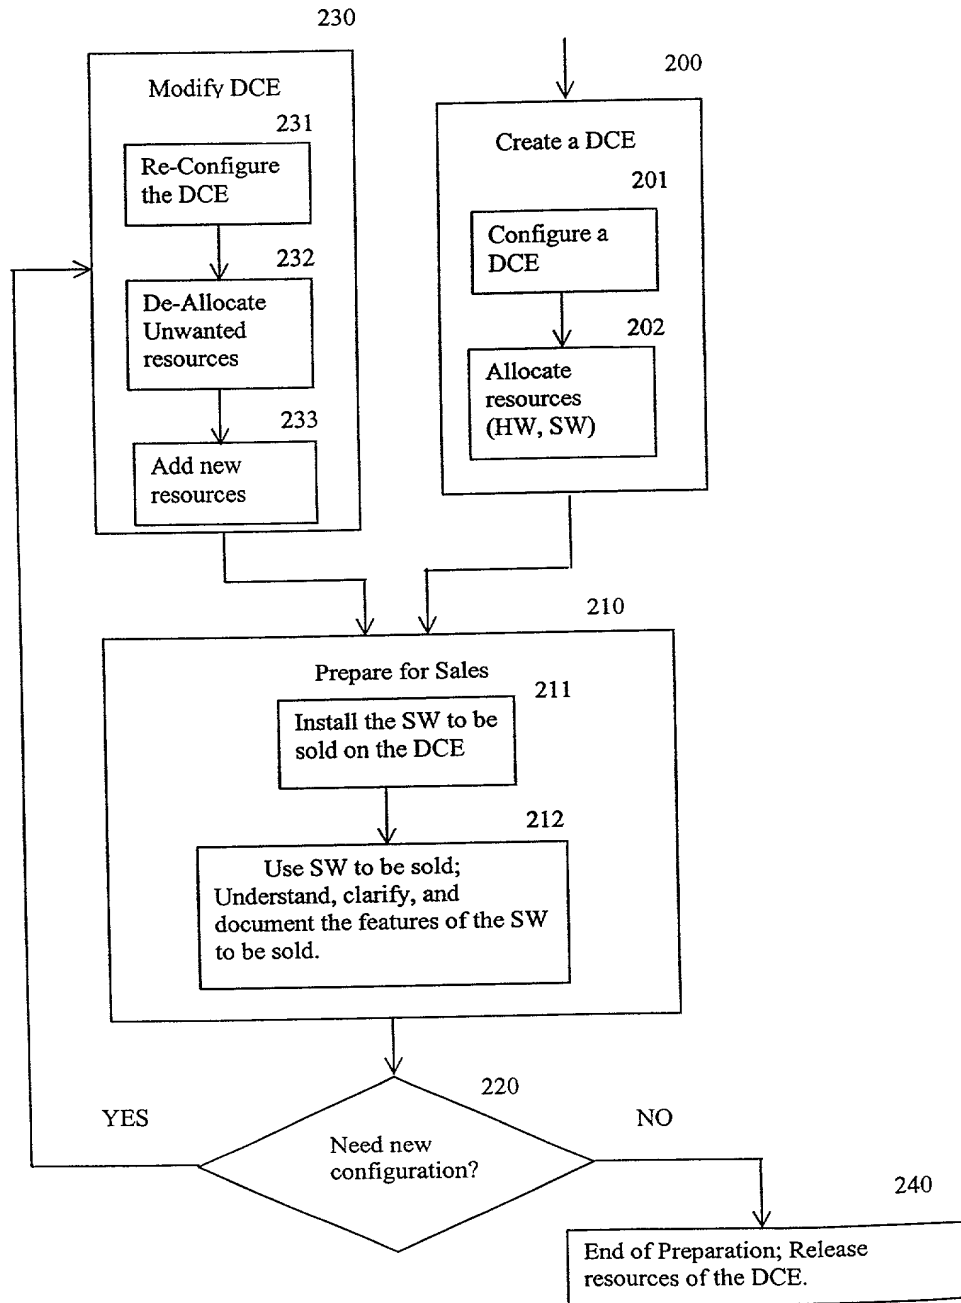 230
Modify DCE
231
Re-Configure
the DCE
232
De-Allocate
Unwanted
resources
233
Add new
resources
200
Create a DCE
201
Configure a
DCE
202
Allocate
resources
(HW, SW)
210
Prepare for Sales
211
Install the SW to be
sold on the DCE
212
Use SW to be sold;
Understand, clarify, and
document the features of the SW
to be sold.
220
YES
NO
Need new
configuration?
240
End of Preparation; Release
resources of the DCE.